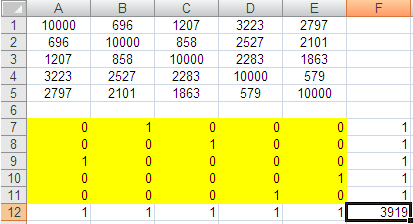 A B C D E F
1 10000 696 1207 3223 2797
2 696 10000 858 2527 2101
3 1207 858 10000 2283 1863
4 3223 2527 2283 10000 579
5 2797 2101 1863 579 10000
6
7 0 1 0 0 0 1
8 0 0 1 0 0 1
9 1 0 0 0 0 1
10 0 0 0 0 1 1
11 0 0 0 1 0 1
12 1 1 1 1 1 3919